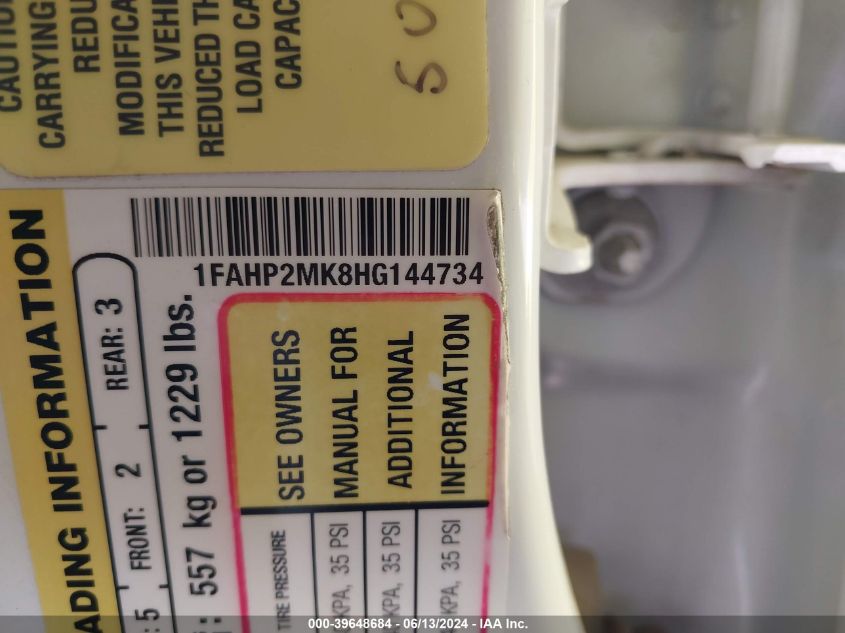 CAUTION
CARRYING
REDU
MODIFICA
THIS VEHI
REDUCED TH
LOAD CA
CAPAC
50
ADING INFORMATION
: 5 FRONT: 2 REAR: 3
: 557 kg or 1229 lbs.
1FAHP2MK8HG144734
SEE OWNERS
MANUAL FOR
ADDITIONAL
INFORMATION
TIRE PRESSURE
KPA, 35 PSI
KPA, 35 PSI
KPA, 35 PSI
000-39648684 - 06/13/2024 - IAA Inc.